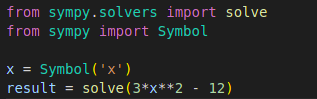 from sympy.solvers import solve
from sympy import Symbol
x = Symbol('x')
result = solve(3*x**2 - 12)